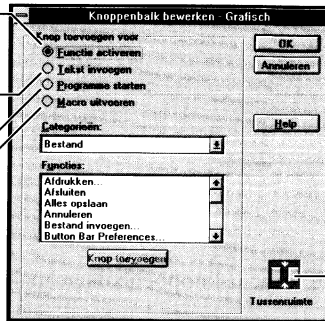 Knoppenbalk bewerken - Grafisch
Knop toevoegen voor
Functie activeren
Tekst invoegen
Programme starten
Macro uitvoeren
OK
Annuleren
Help
Categorieën:
Bestand
Functies:
Afdrukken...
Afsluiten
Alles opslaan
Annuleren
Bestand invoegen...
Button Bar Preferences...
Knop toevoegen
Tussenruimte